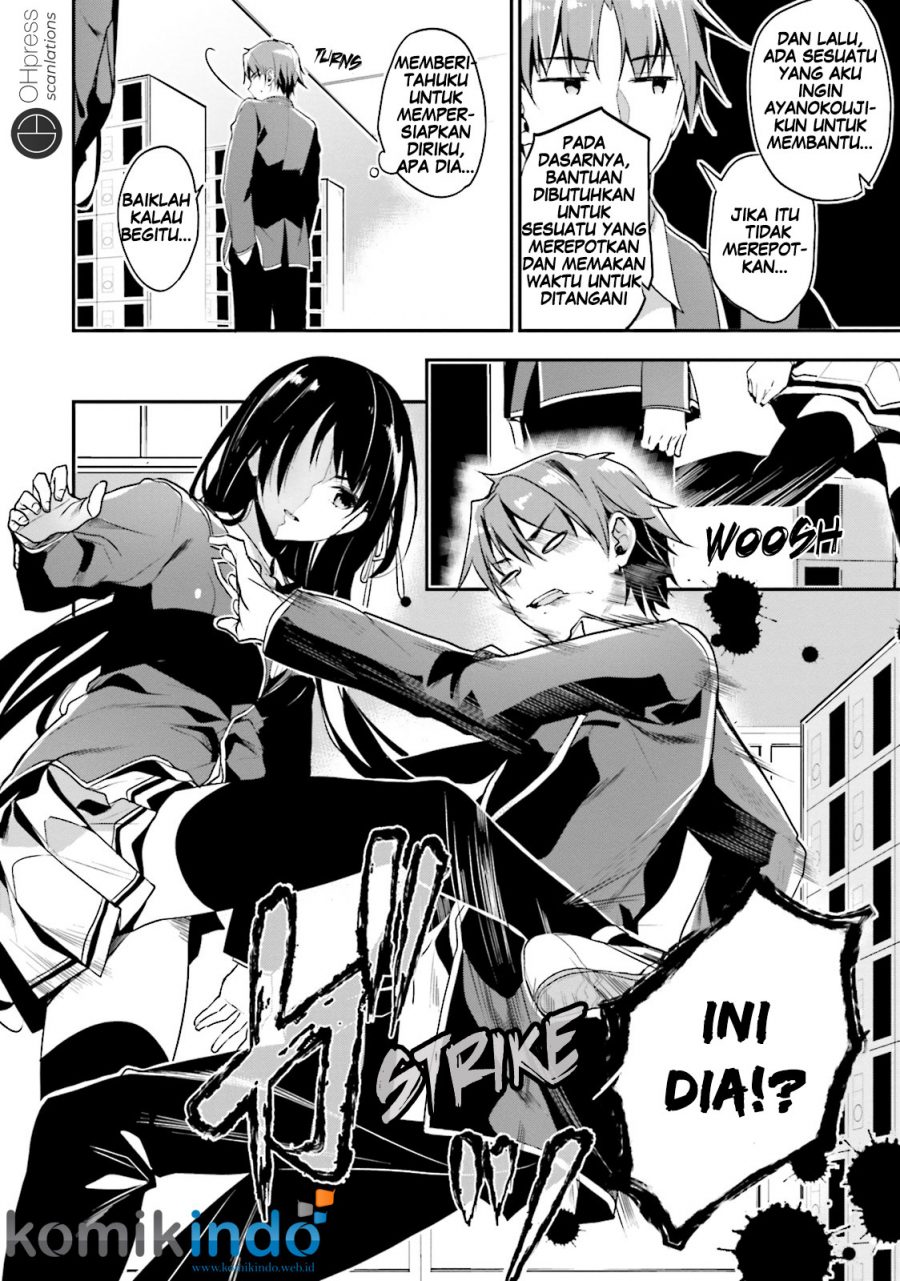 DAN LALU,
ADA SESUATU
YANG AKU
INGIN
AYANOKOUJI-
KUN UNTUK
MEMBANTU...
JIKA ITU
TIDAK
MEREPOT-
KAN...
PADA
DASARNYA,
BANTUAN
DIBUTUHKAN
UNTUK
SESUATU YANG
MEREPOTKAN
DAN MEMAKAN
WAKTU UNTUK
DITANGANI
MEMBERI-
TAHUKU
UNTUK
MEMPER-
SIAPKAN
DIRIKU,
APA DIA...
TURNS
BAIKLAH
KALAU
BEGITU...
OHpress
scanlations
WOOSH
INI
DIA!?
ガッ
STRIKE
komikindo
www.komikindo.web.id